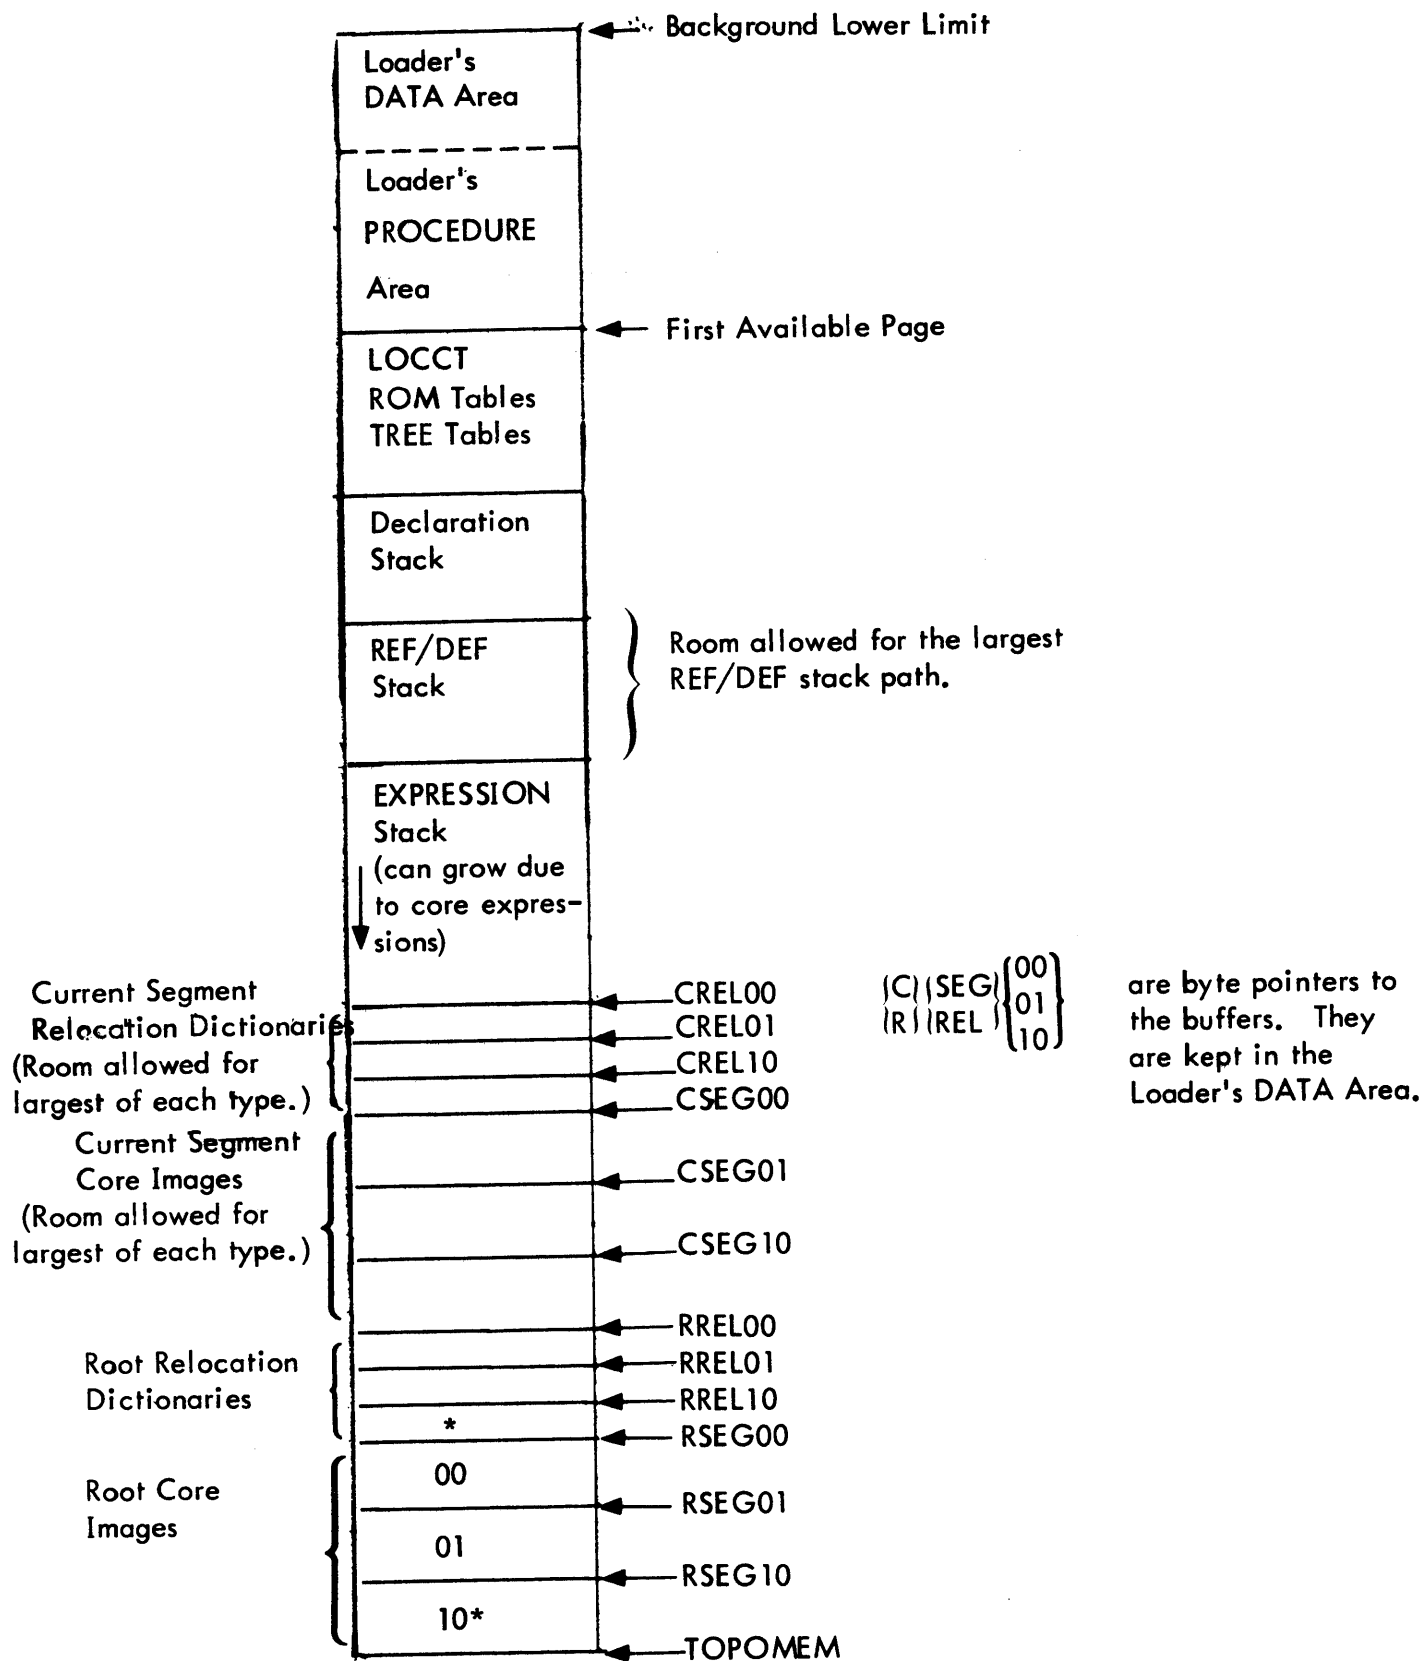 Background Lower Limit
Loader's
DATA Area
Loader's
PROCEDURE
Area
First Available Page
LOCCT
ROM Tables
TREE Tables
Declaration
Stack
REF/DEF
Stack
Room allowed for the largest
REF/DEF stack path.
EXPRESSION
Stack
(can grow due
to core expres-
sions)
Current Segment
Relocation Dictionaries
(Room allowed for
largest of each type.)
CREL00
CREL01
CREL10
CSEG00
(C) (SEG) {00}
(R) (REL) {01}
{10}
are byte pointers to
the buffers. They
are kept in the
Loader's DATA Area.
Current Segment
Core Images
(Room allowed for
largest of each type.)
CSEG01
CSEG10
RREL00
Root Relocation
Dictionaries
RREL01
RREL10
*
RSEG00
Root Core
Images
00
RSEG01
01
RSEG10
10*
TOPOMEM